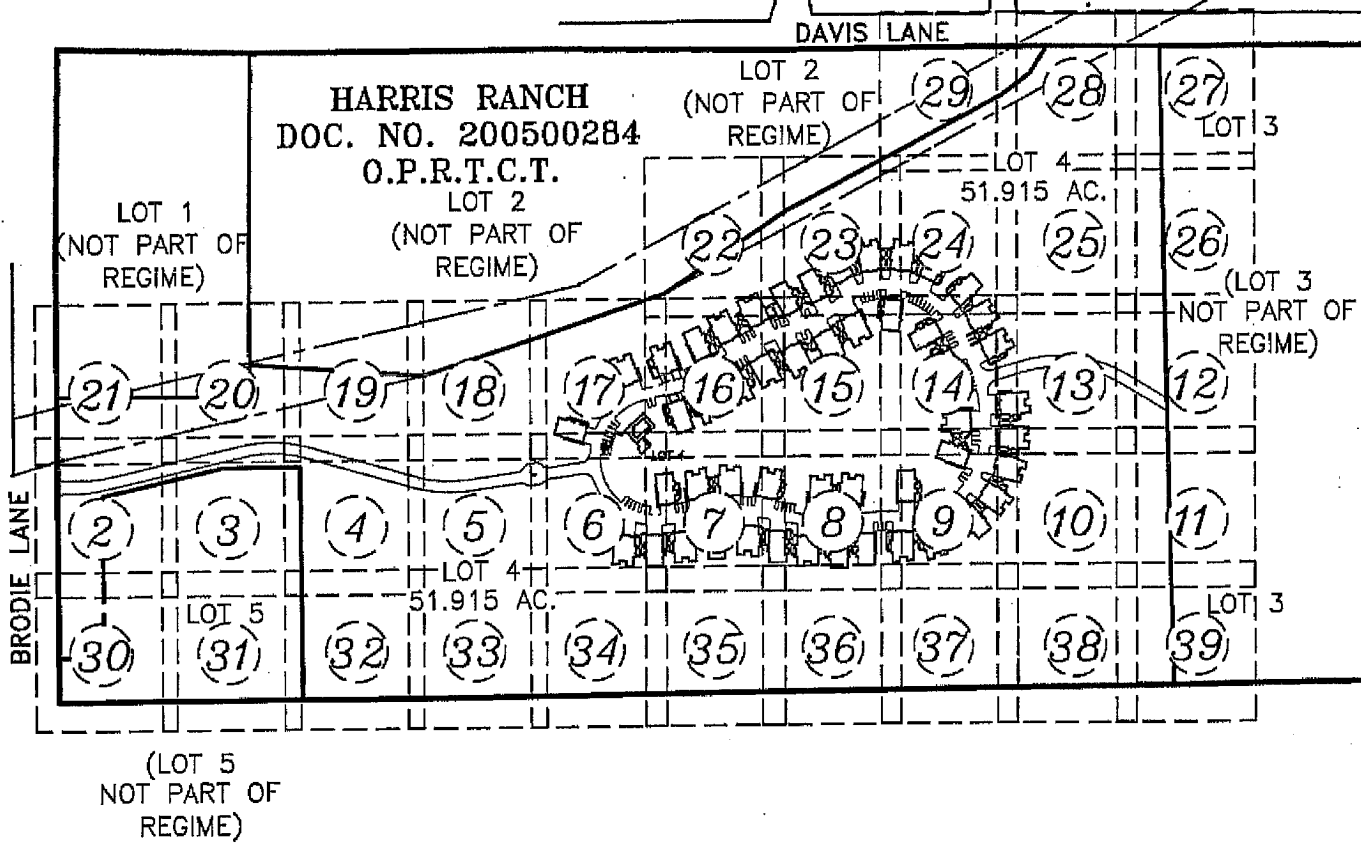 DAVIS LANE
HARRIS RANCH
DOC. NO. 200500284
O.P.R.T.C.T.
LOT 2
(NOT PART OF
REGIME)
29
28
27
LOT 3
LOT 4
51.915 AC.
LOT 1
(NOT PART OF
REGIME)
LOT 2
(NOT PART OF
REGIME)
22
23
24
25
26
(LOT 3
NOT PART OF
REGIME)
21
20
19
18
17
16
15
14
13
12
BRODIE LANE
2
3
4
5
6
7
8
9
10
11
LOT 4
51.915 AC.
LOT 5
LOT 3
30
31
32
33
34
35
36
37
38
39
(LOT 5
NOT PART OF
REGIME)